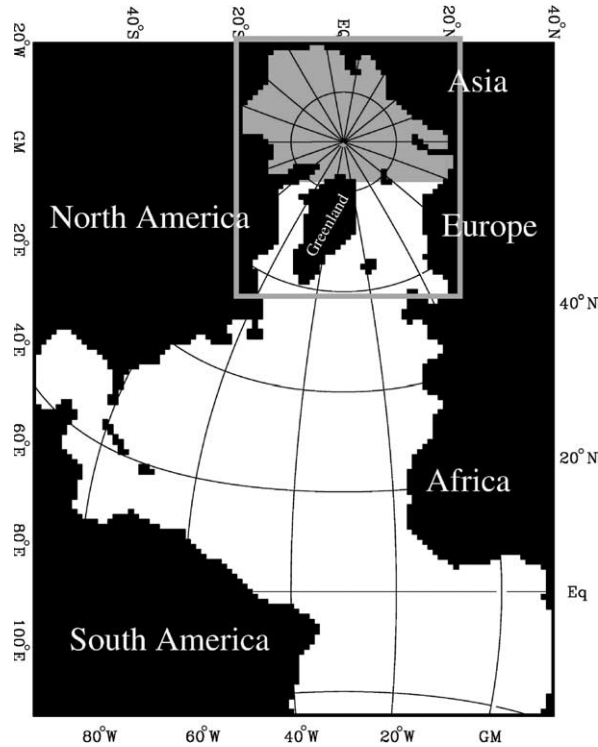 40°S 20°S EQ 20°N 40°N
20°W
GM
20°E
40°E
60°E
80°E
100°E
Asia
North America
Greenland
Europe
40°N
Africa
20°N
Eq
South America
80°W 60°W 40°W 20°W GM